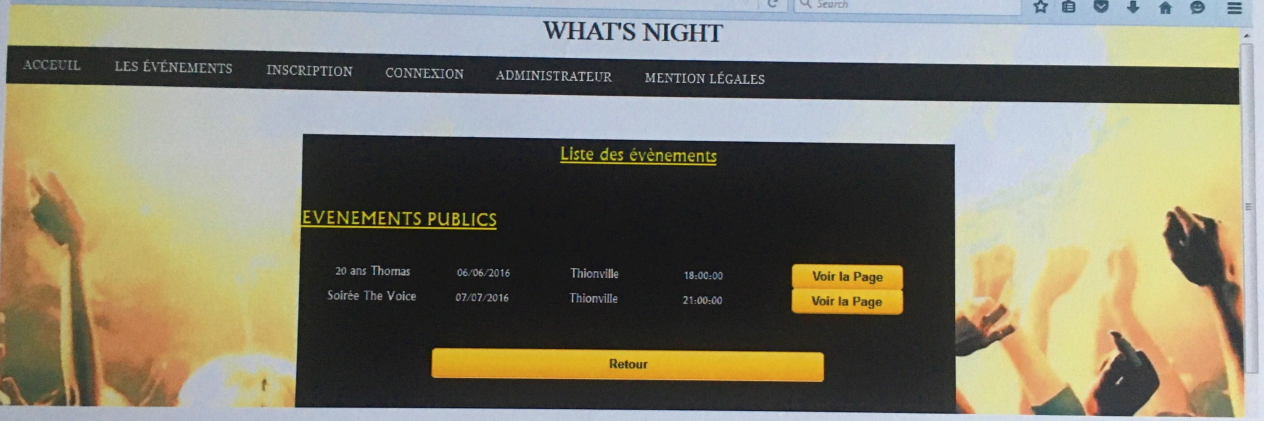 Search
WHAT'S NIGHT
ACCEUIL LES ÉVÉNEMENTS INSCRIPTION CONNEXION ADMINISTRATEUR MENTION LÉGALES
Liste des évènements
EVENEMENTS PUBLICS
20 ans Thomas 06/06/2016 Thionville 18:00:00 Voir la Page
Soirée The Voice 07/07/2016 Thionville 21:00:00 Voir la Page
Retour